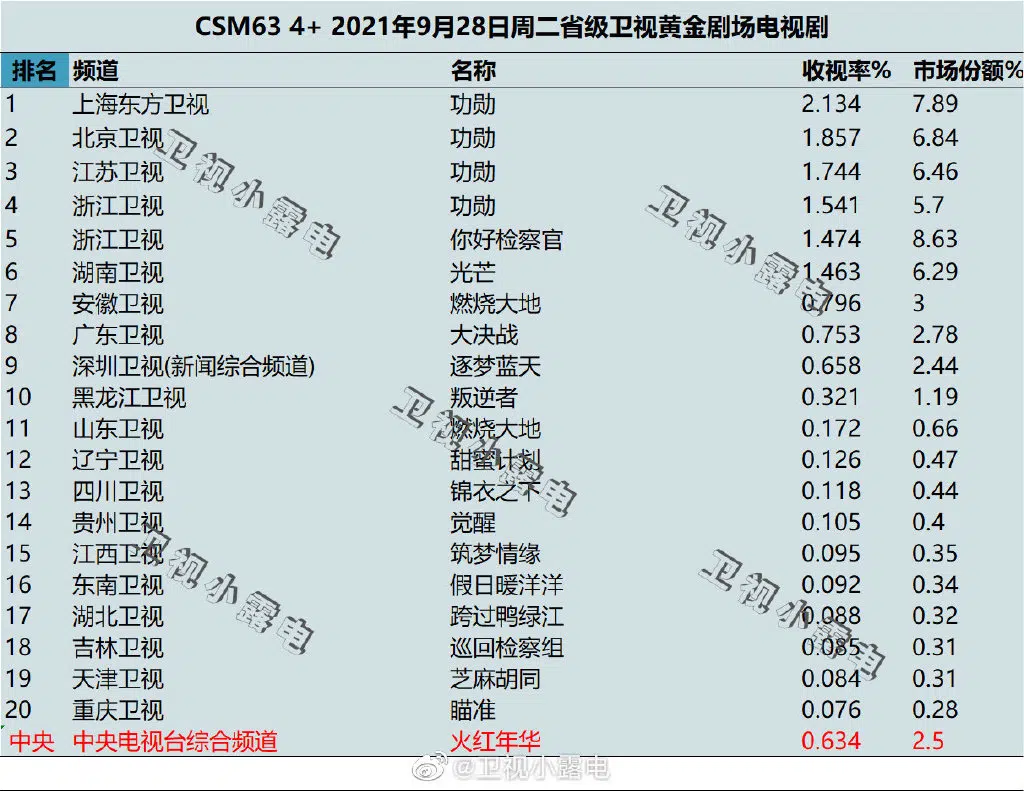 CSM63 4+ 2021年9月28日周二省级卫视黄金剧场电视剧
排名 频道 名称 收视率% 市场份额%
1 上海东方卫视 功勋 2.134 7.89
2 北京卫视 功勋 1.857 6.84
3 江苏卫视 功勋 1.744 6.46
4 浙江卫视 功勋 1.541 5.7
5 浙江卫视 你好检察官 1.474 8.63
6 湖南卫视 光芒 1.463 6.29
7 安徽卫视 燃烧大地 0.796 3
8 广东卫视 大决战 0.753 2.78
9 深圳卫视(新闻综合频道) 逐梦蓝天 0.658 2.44
10 黑龙江卫视 叛逆者 0.321 1.19
11 山东卫视 燃烧大地 0.172 0.66
12 辽宁卫视 甜蜜计划 0.126 0.47
13 四川卫视 锦衣之下 0.118 0.44
14 贵州卫视 觉醒 0.105 0.4
15 江西卫视 筑梦情缘 0.095 0.35
16 东南卫视 假日暖洋洋 0.092 0.34
17 湖北卫视 跨过鸭绿江 0.088 0.32
18 吉林卫视 巡回检察组 0.085 0.31
19 天津卫视 芝麻胡同 0.084 0.31
20 重庆卫视 瞄准 0.076 0.28
中央 中央电视台综合频道 火红年华 0.634 2.5
卫视小露电
卫视小露电
卫视小露电
卫视小露电
卫视小露电
@卫视小露电